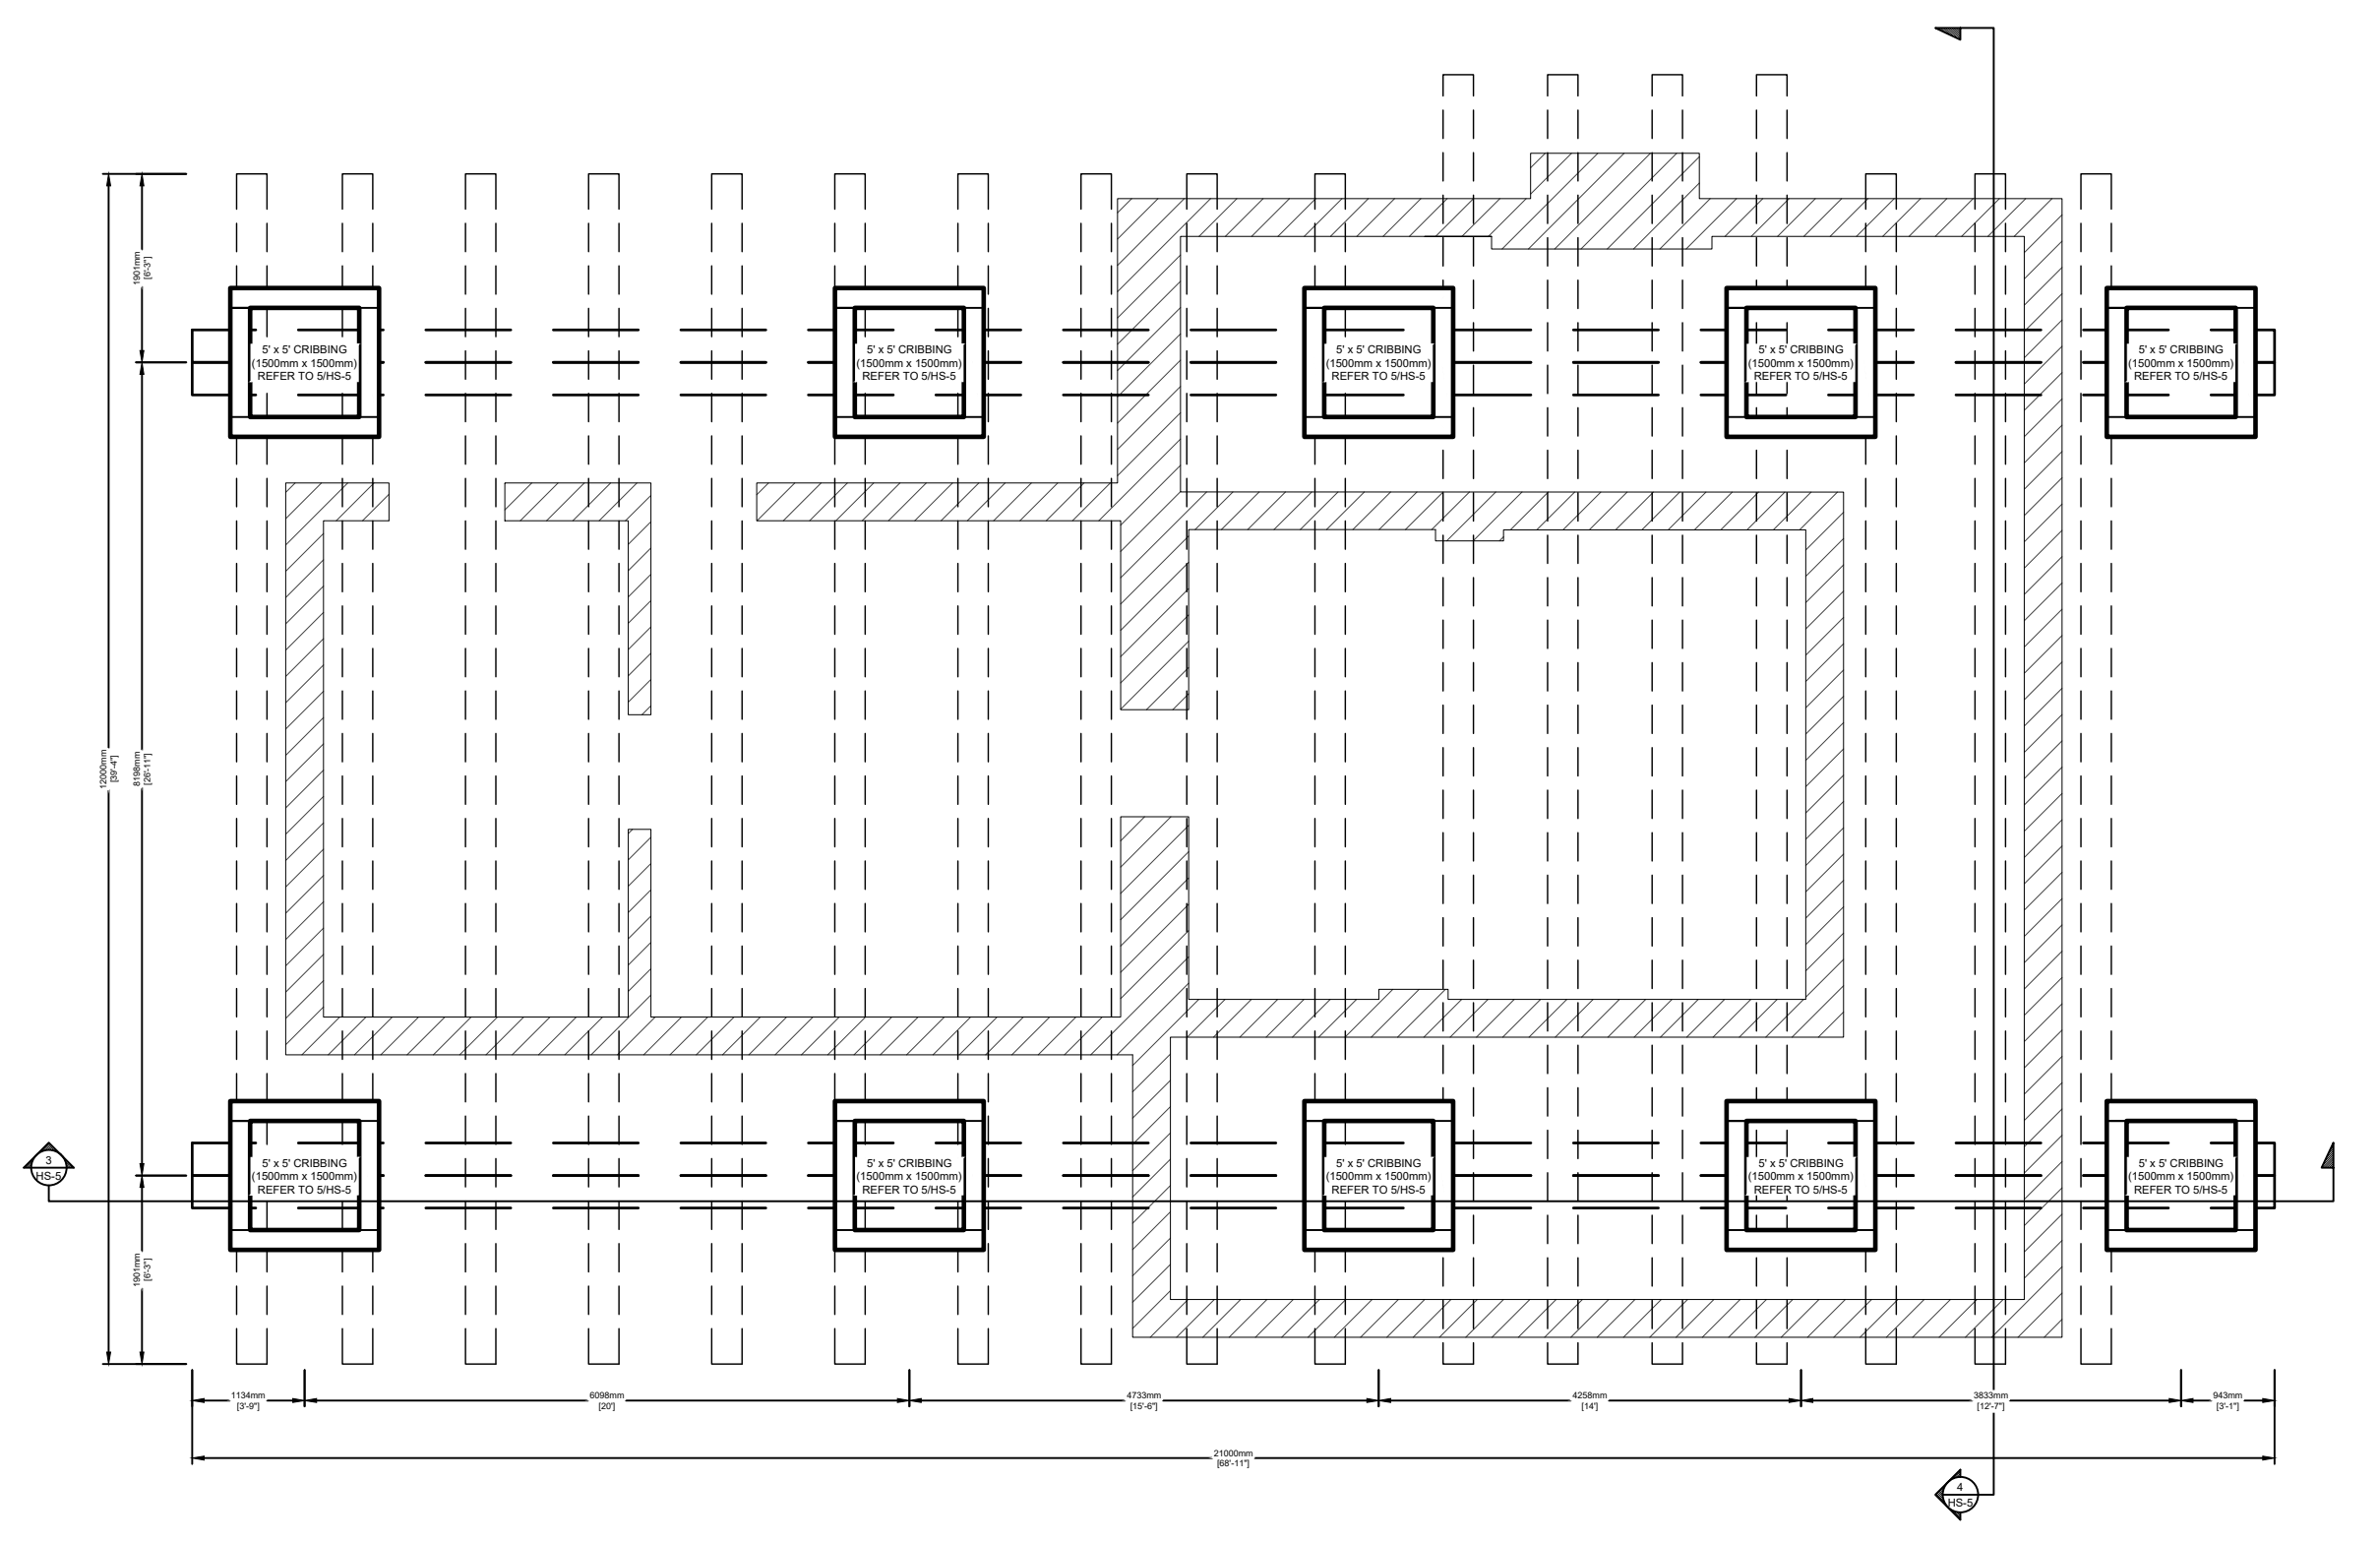 1901mm
[6'-3"]
5' x 5' CRIBBING
(1500mm x 1500mm)
REFER TO 5/HS-5
5' x 5' CRIBBING
(1500mm x 1500mm)
REFER TO 5/HS-5
5' x 5' CRIBBING
(1500mm x 1500mm)
REFER TO 5/HS-5
5' x 5' CRIBBING
(1500mm x 1500mm)
REFER TO 5/HS-5
5' x 5' CRIBBING
(1500mm x 1500mm)
REFER TO 5/HS-5
12000mm
[39'-4"]
8198mm
[26'-11"]
3
HS-5
5' x 5' CRIBBING
(1500mm x 1500mm)
REFER TO 5/HS-5
5' x 5' CRIBBING
(1500mm x 1500mm)
REFER TO 5/HS-5
5' x 5' CRIBBING
(1500mm x 1500mm)
REFER TO 5/HS-5
5' x 5' CRIBBING
(1500mm x 1500mm)
REFER TO 5/HS-5
5' x 5' CRIBBING
(1500mm x 1500mm)
REFER TO 5/HS-5
1901mm
[6'-3"]
1134mm
[3'-9"]
6098mm
[20']
4733mm
[15'-6"]
4258mm
[14']
3833mm
[12'-7"]
943mm
[3'-1"]
21000mm
[68'-11"]
4
HS-5